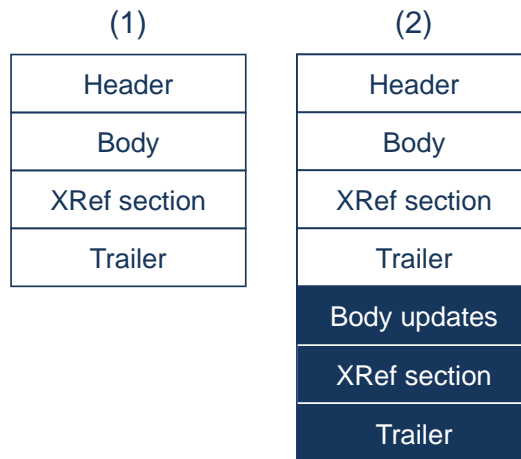 (1)
Header
Body
XRef section
Trailer
(2)
Header
Body
XRef section
Trailer
Body updates
XRef section
Trailer